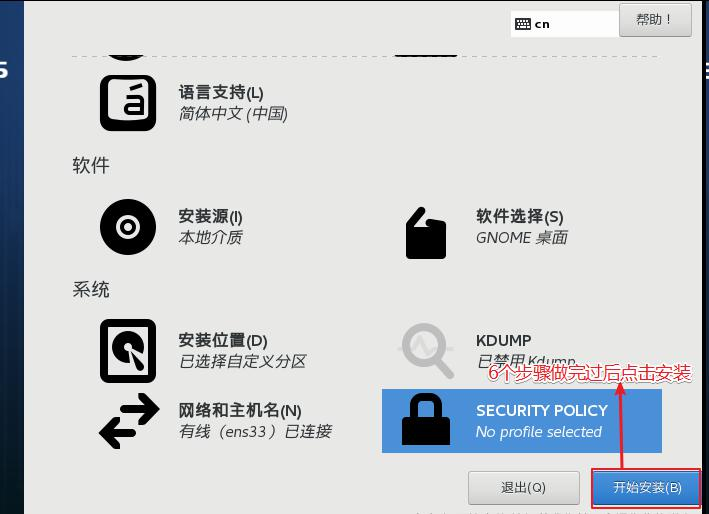 cn
帮助！
5
语言支持(L)
简体中文 (中国)
软件
安装源(I)
本地介质
软件选择(S)
GNOME 桌面
系统
安装位置(D)
已选择自定义分区
KDUMP
已禁用 Kdump
6个步骤做完过后点击安装
网络和主机名(N)
有线（ens33）已连接
SECURITY POLICY
No profile selected
退出(Q)
开始安装(B)